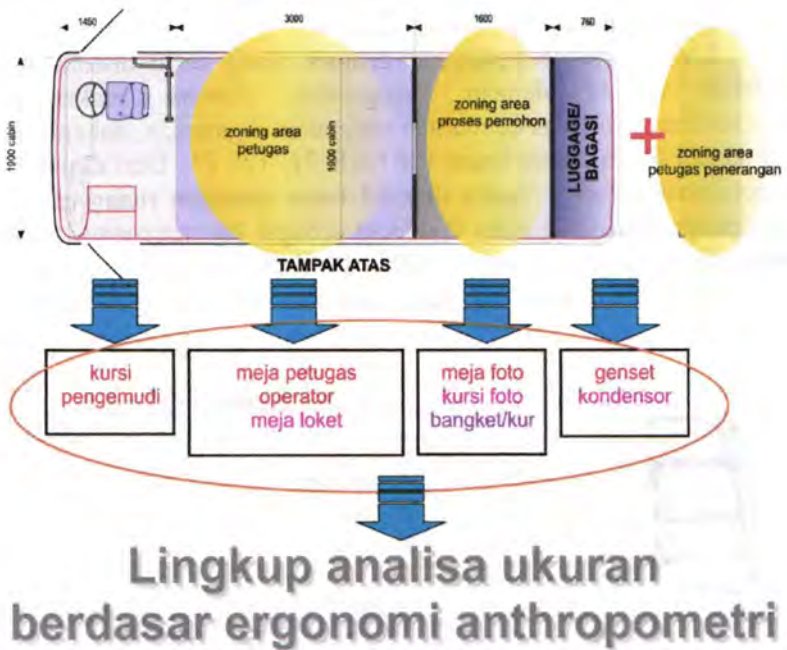 1450
3000
1600
760
1900 cabin
zoning area
petugas
1600 cabin
zoning area
proses pemohon
LUGGAGE/
BAGASI
+
zoning area
petugas penerangan
TAMPAK ATAS
kursi
pengemudi
meja petugas
operator
meja loket
meja foto
kursi foto
bangket/kur
genset
kondensor
Lingkup analisa ukuran
berdasar ergonomi anthropometri